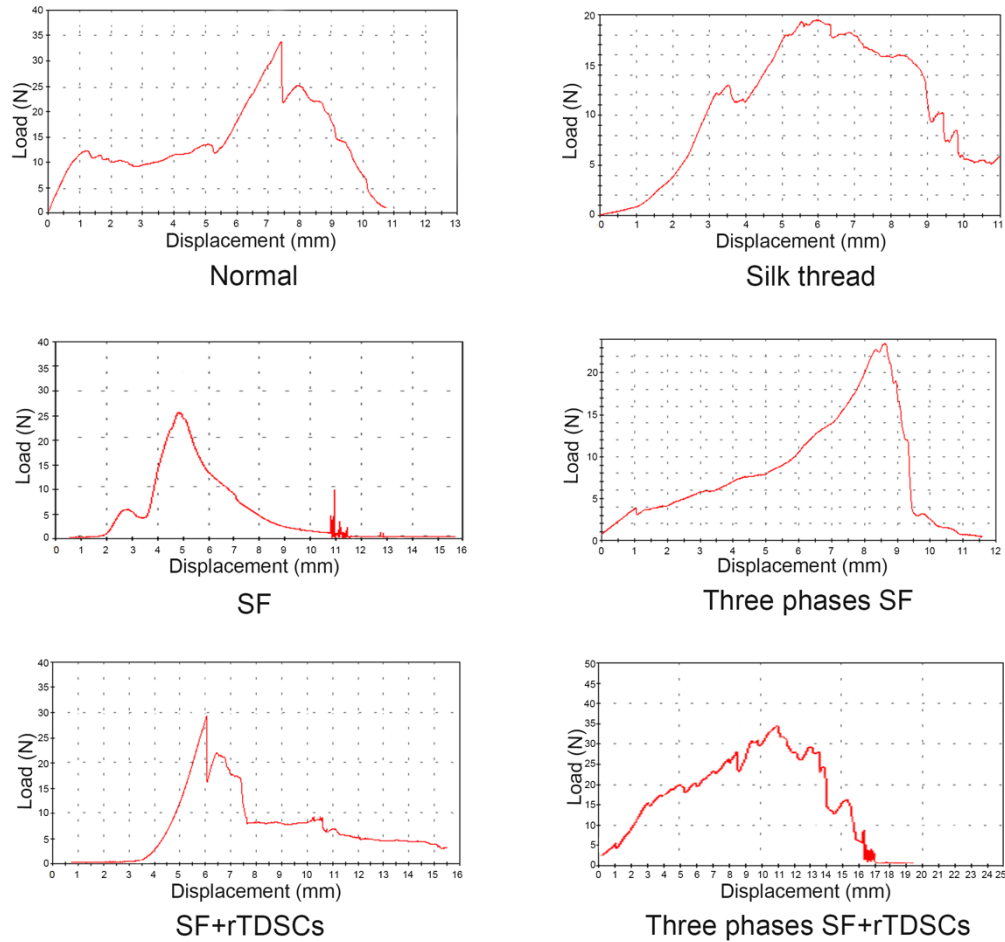 40
35
30
25
20
15
10
5
0
Load (N)
0 1 2 3 4 5 6 7 8 9 10 11 12 13
Displacement (mm)
Normal
20
15
10
5
0
Load (N)
0 1 2 3 4 5 6 7 8 9 10 11
Displacement (mm)
Silk thread
40
35
30
25
20
15
10
5
0
Load (N)
0 1 2 3 4 5 6 7 8 9 10 11 12 13 14 15 16
Displacement (mm)
SF
20
15
10
5
0
Load (N)
0 1 2 3 4 5 6 7 8 9 10 11 12
Displacement (mm)
Three phases SF
40
35
30
25
20
15
10
5
0
Load (N)
0 1 2 3 4 5 6 7 8 9 10 11 12 13 14 15 16
Displacement (mm)
SF+rTDSCs
50
45
40
35
30
25
20
15
10
5
0
Load (N)
0 1 2 3 4 5 6 7 8 9 10 11 12 13 14 15 16 17 18 19 20 21 22 23 24 25
Displacement (mm)
Three phases SF+rTDSCs